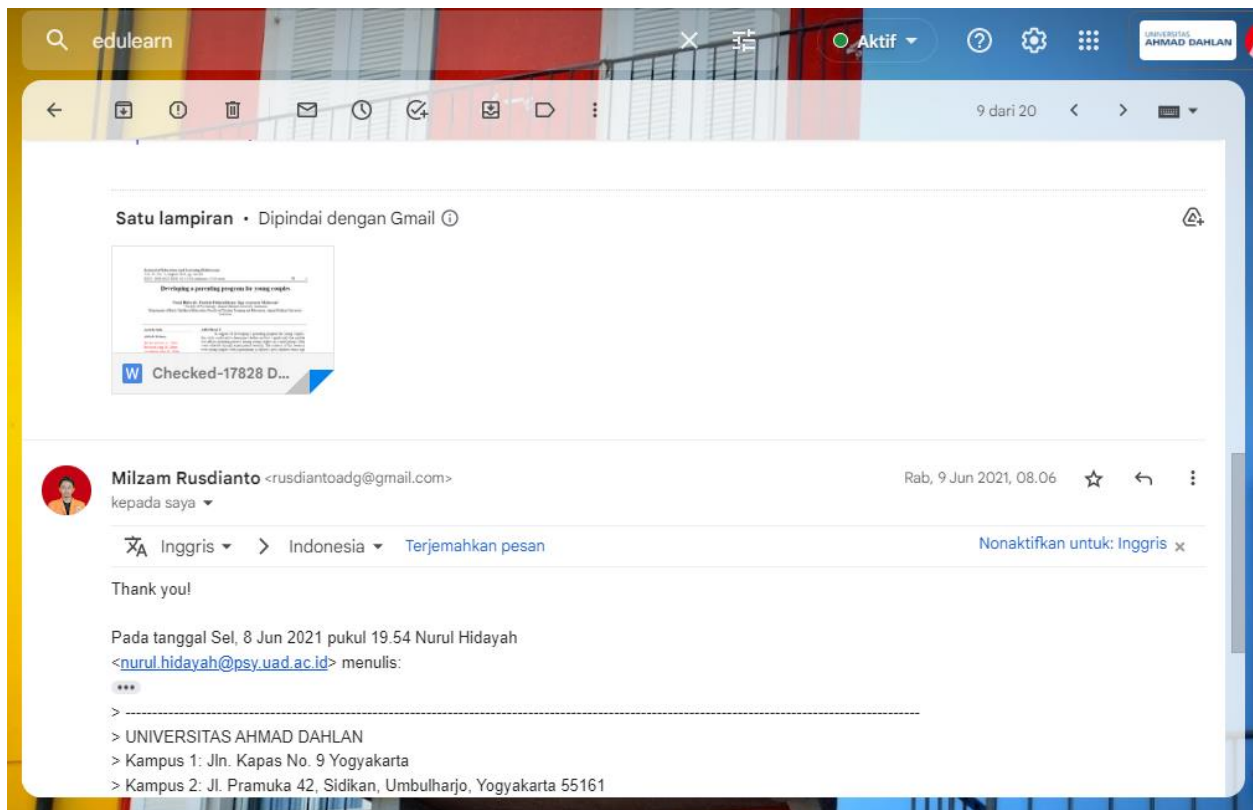 edulearn
Aktif
UNIVERSITAS
AHMAD DAHLAN
9 dari 20
Satu lampiran • Dipindai dengan Gmail
Developing a parenting program for young couples
W Checked-17828 D...
Milzam Rusdianto <rusdiantoadg@gmail.com>
Rab, 9 Jun 2021, 08.06
kepada saya
Inggris > Indonesia Terjemahkan pesan
Nonaktifkan untuk: Inggris x
Thank you!
Pada tanggal Sel, 8 Jun 2021 pukul 19.54 Nurul Hidayah
<nurul.hidayah@psy.uad.ac.id> menulis:
•••
> ---------------------------------------------------------------------------------------------------------------
> UNIVERSITAS AHMAD DAHLAN
> Kampus 1: Jln. Kapas No. 9 Yogyakarta
> Kampus 2: Jl. Pramuka 42, Sidikan, Umbulharjo, Yogyakarta 55161